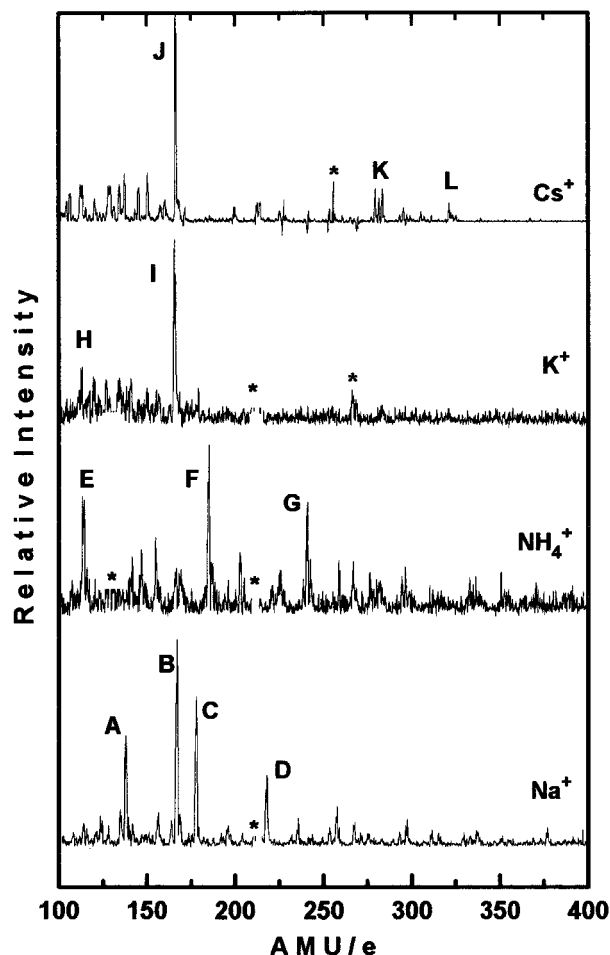 J
*
K
L
Cs+
I
H
*
*
K+
E
F
G
*
*
NH4+
A
B
C
D
*
Na+
Relative Intensity
100 150 200 250 300 350 400
AMU/e